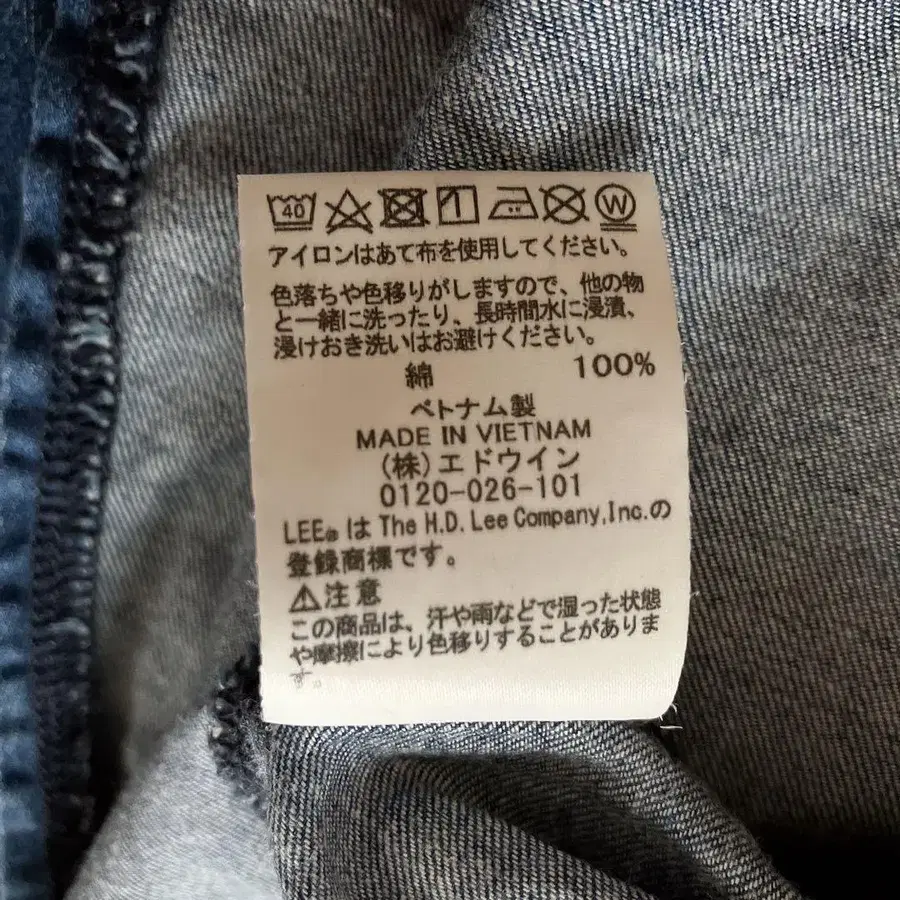 40 W
アイロンはあて布を使用してください。
色落ちや色移りがしますので、他の物
と一緒に洗ったり、長時間水に浸漬、
浸けおき洗いはお避けください。
綿 100%
ベトナム製
MADE IN VIETNAM
(株)エドウイン
0120-026-101
LEE® は The H.D. Lee Company,Inc.の
登録商標です。
⚠注意
この商品は、汗や雨などで湿った状態
や摩擦により色移りすることがありま
す。